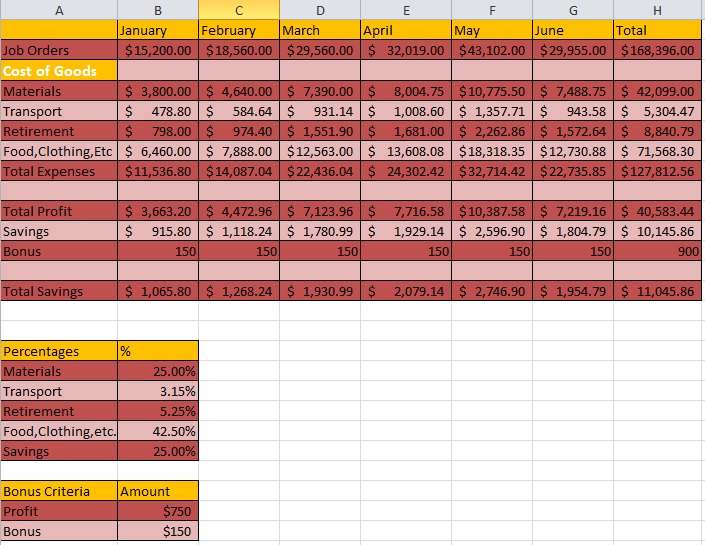 A B C D E F G H
January February March April May June Total
Job Orders $15,200.00 $18,560.00 $29,560.00 $ 32,019.00 $43,102.00 $29,955.00 $168,396.00
Cost of Goods
Materials $ 3,800.00 $ 4,640.00 $ 7,390.00 $ 8,004.75 $10,775.50 $ 7,488.75 $ 42,099.00
Transport $ 478.80 $ 584.64 $ 931.14 $ 1,008.60 $ 1,357.71 $ 943.58 $ 5,304.47
Retirement $ 798.00 $ 974.40 $ 1,551.90 $ 1,681.00 $ 2,262.86 $ 1,572.64 $ 8,840.79
Food,Clothing,Etc $ 6,460.00 $ 7,888.00 $12,563.00 $ 13,608.08 $18,318.35 $12,730.88 $ 71,568.30
Total Expenses $11,536.80 $14,087.04 $22,436.04 $ 24,302.42 $32,714.42 $22,735.85 $127,812.56
Total Profit $ 3,663.20 $ 4,472.96 $ 7,123.96 $ 7,716.58 $10,387.58 $ 7,219.16 $ 40,583.44
Savings $ 915.80 $ 1,118.24 $ 1,780.99 $ 1,929.14 $ 2,596.90 $ 1,804.79 $ 10,145.86
Bonus 150 150 150 150 150 150 900
Total Savings $ 1,065.80 $ 1,268.24 $ 1,930.99 $ 2,079.14 $ 2,746.90 $ 1,954.79 $ 11,045.86
Percentages %
Materials 25.00%
Transport 3.15%
Retirement 5.25%
Food,Clothing,etc. 42.50%
Savings 25.00%
Bonus Criteria Amount
Profit $750
Bonus $150